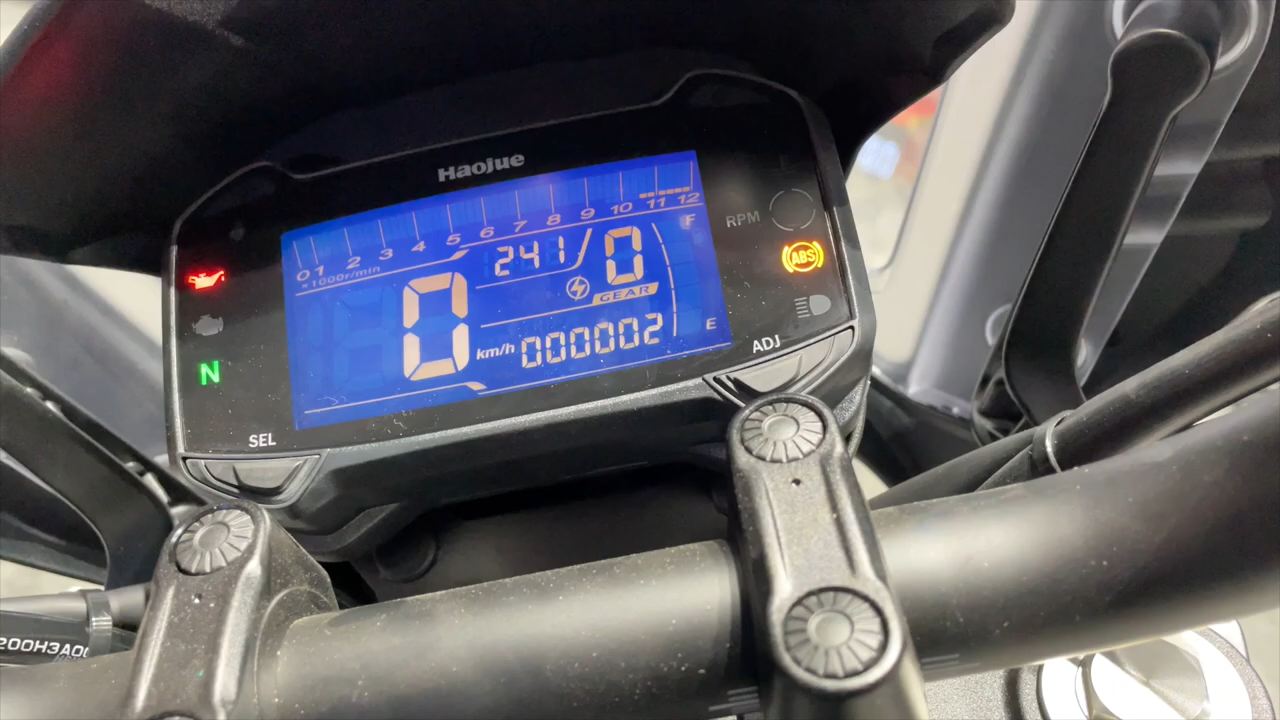 HaoJue
0 1 2 3 4 5 6 7 8 9 10 11 12
×1000r/min
241
0
GEAR
F
E
0
km/h
000002
RPM
ABS
N
SEL
ADJ
200H3A0